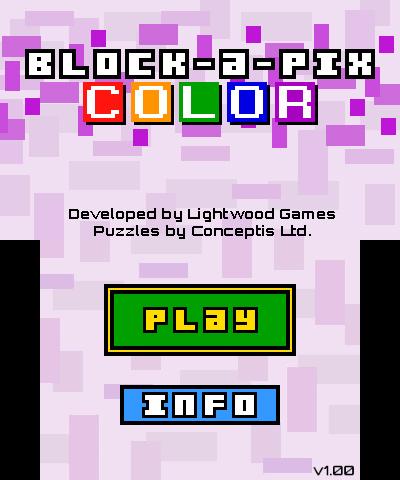 BLOCK-a-PIX
COLOR
Developed by Lightwood Games
Puzzles by Conceptis Ltd.
PLay
INFO
v1.00